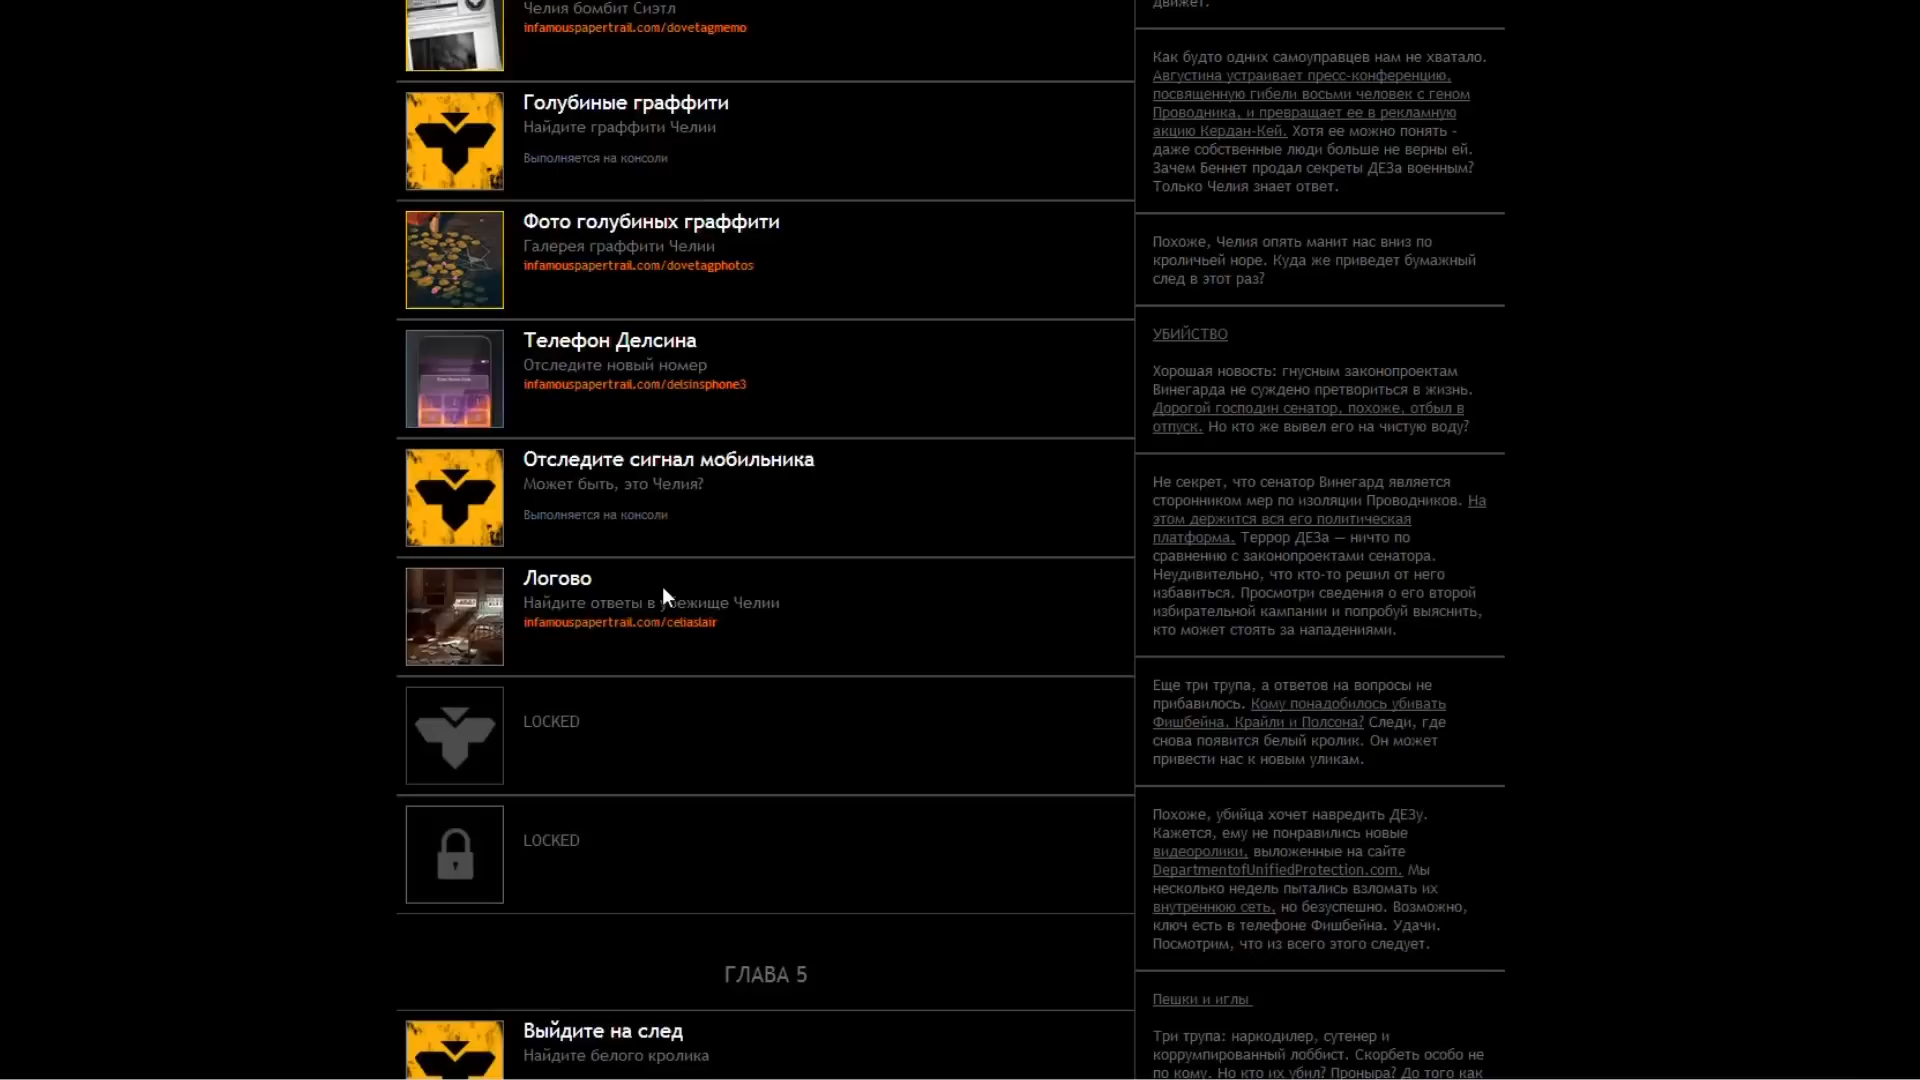 Челия бомбит Сиэтл
infamouspapertrail.com/dovetagmemo
Голубиные граффити
Найдите граффити Челии
Выполняется на консоли
Фото голубиных граффити
Галерея граффити Челии
infamouspapertrail.com/dovetagphotos
Телефон Делсина
Отследите новый номер
infamouspapertrail.com/delsinsphone3
Отследите сигнал мобильника
Может быть, это Челия?
Выполняется на консоли
Логово
Найдите ответы в убежище Челии
infamouspapertrail.com/celiaslair
LOCKED
LOCKED
ГЛАВА 5
Выйдите на след
Найдите белого кролика
движет.
Как будто одних самоуправцев нам не хватало.
Августина устраивает пресс-конференцию,
посвященную гибели восьми человек с геном
Проводника, и превращает ее в рекламную
акцию Кердан-Кей. Хотя ее можно понять -
даже собственные люди больше не верны ей.
Зачем Беннет продал секреты ДЕЗа военным?
Только Челия знает ответ.
Похоже, Челия опять манит нас вниз по
кроличьей норе. Куда же приведет бумажный
след в этот раз?
УБИЙСТВО
Хорошая новость: гнусным законопроектам
Винегарда не суждено претвориться в жизнь.
Дорогой господин сенатор, похоже, отбыл в
отпуск. Но кто же вывел его на чистую воду?
Не секрет, что сенатор Винегард является
сторонником мер по изоляции Проводников. На
этом держится вся его политическая
платформа. Террор ДЕЗа — ничто по
сравнению с законопроектами сенатора.
Неудивительно, что кто-то решил от него
избавиться. Просмотри сведения о его второй
избирательной кампании и попробуй выяснить,
кто может стоять за нападениями.
Еще три трупа, а ответов на вопросы не
прибавилось. Кому понадобилось убивать
Фишбейна, Крайли и Полсона? Следи, где
снова появится белый кролик. Он может
привести нас к новым уликам.
Похоже, убийца хочет навредить ДЕЗу.
Кажется, ему не понравились новые
видеоролики, выложенные на сайте
DepartmentofUnifiedProtection.com. Мы
несколько недель пытались взломать их
внутреннюю сеть, но безуспешно. Возможно,
ключ есть в телефоне Фишбейна. Удачи.
Посмотрим, что из всего этого следует.
Пешки и иглы
Три трупа: наркодилер, сутенер и
коррумпированный лоббист. Скорбеть особо не
по кому. Но кто их убил? Проныра? До того как